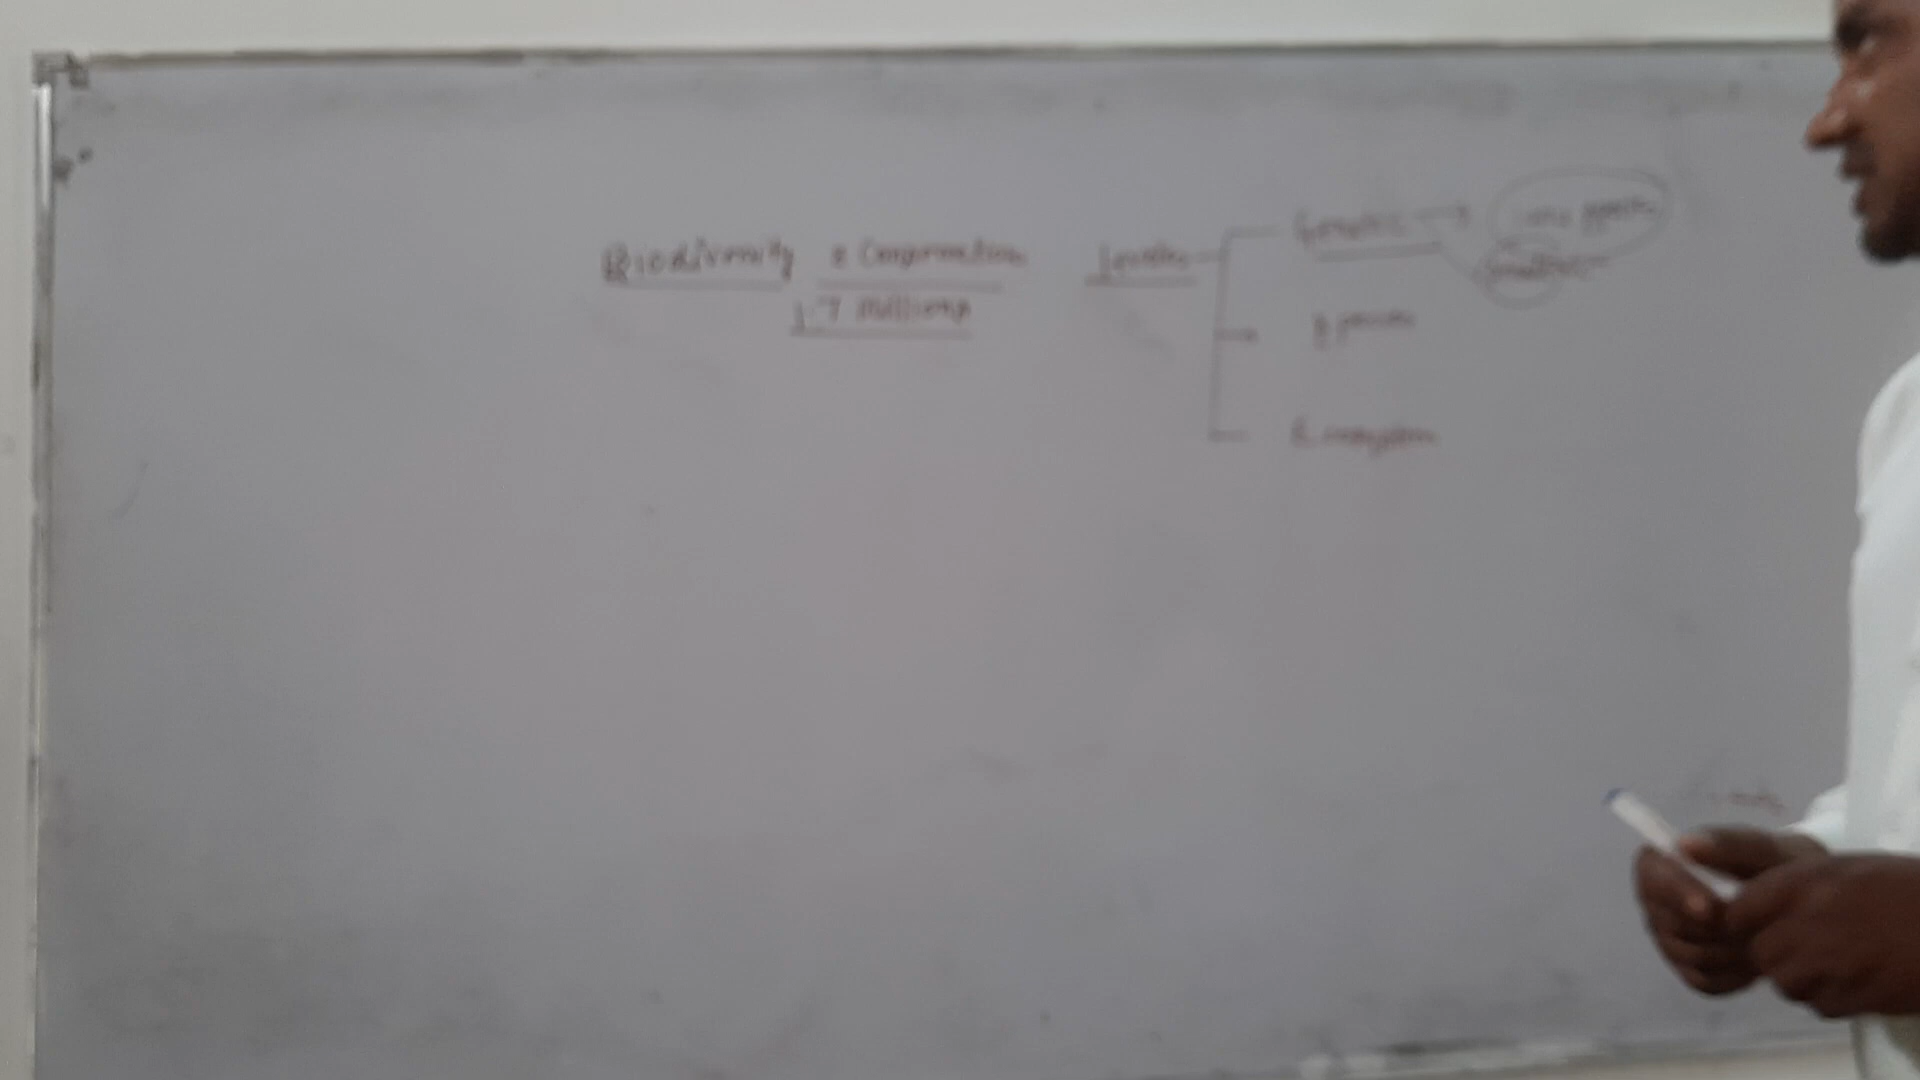 Biodiversity & Conservation
1.7 millions
levels
Genetic →
Species
Ecosystem